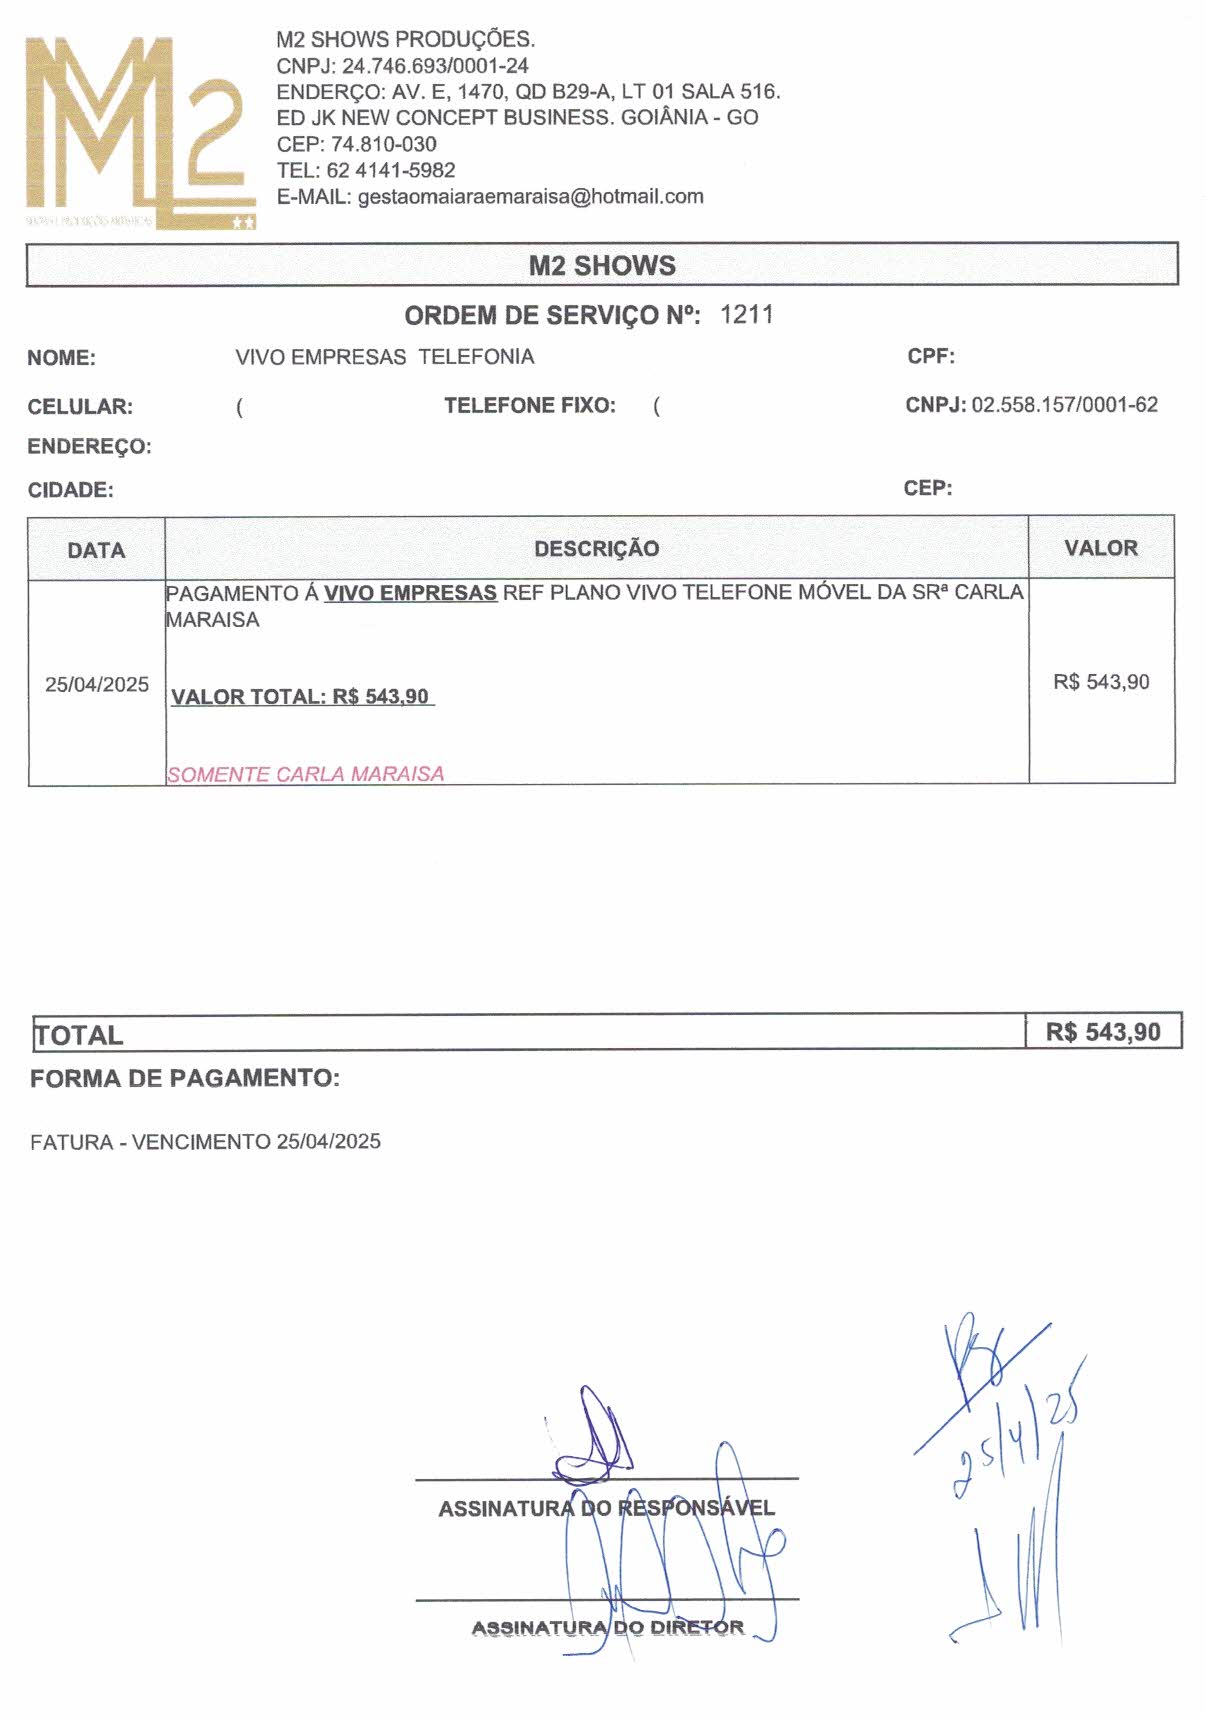 M2
SHOWS E PRODUÇÕES ARTÍSTICAS
M2 SHOWS PRODUÇÕES.
CNPJ: 24.746.693/0001-24
ENDERÇO: AV. E, 1470, QD B29-A, LT 01 SALA 516.
ED JK NEW CONCEPT BUSINESS. GOIÂNIA - GO
CEP: 74.810-030
TEL: 62 4141-5982
E-MAIL: gestaomaiaraemaraisa@hotmail.com
M2 SHOWS
ORDEM DE SERVIÇO Nº: 1211
NOME: VIVO EMPRESAS TELEFONIA CPF:
CELULAR: ( TELEFONE FIXO: ( CNPJ: 02.558.157/0001-62
ENDEREÇO:
CIDADE: CEP:
DATA DESCRIÇÃO VALOR
PAGAMENTO Á VIVO EMPRESAS REF PLANO VIVO TELEFONE MÓVEL DA SRª CARLA
MARAISA
25/04/2025 R$ 543,90
VALOR TOTAL: R$ 543,90
SOMENTE CARLA MARAISA
TOTAL R$ 543,90
FORMA DE PAGAMENTO:
FATURA - VENCIMENTO 25/04/2025
25/4/25
ASSINATURA DO RESPONSÁVEL
ASSINATURA DO DIRETOR